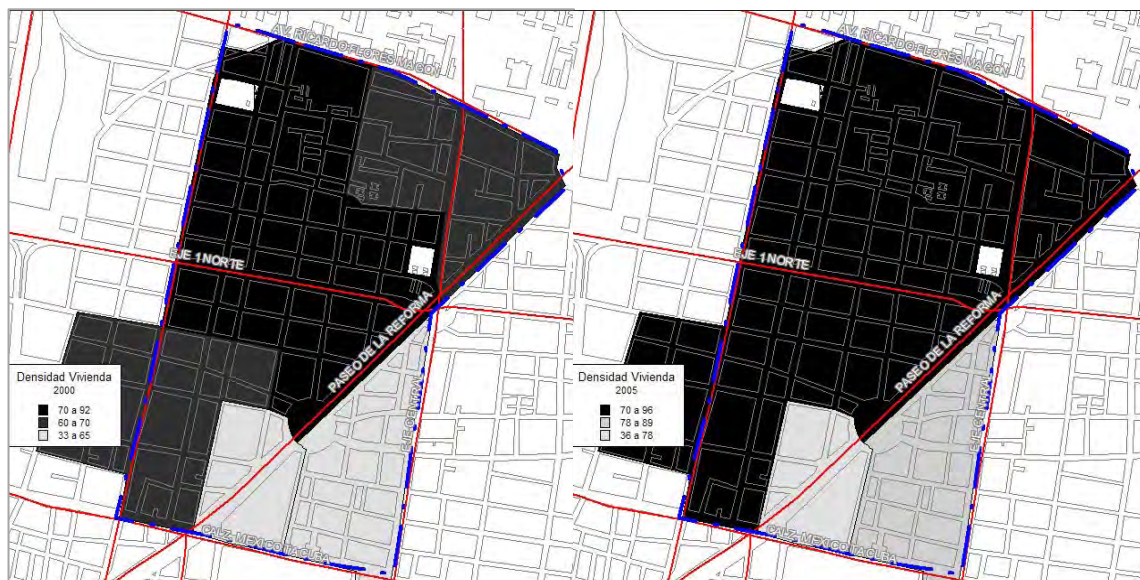 AV. RICARDO FLORES MAGON
EJE 1 NORTE
PASEO DE LA REFORMA
EJE CENTRAL
CALZ. MEXICO TACUBA
Densidad Vivienda
2000
70 a 92
60 a 70
33 a 65
AV. RICARDO FLORES MAGON
EJE 1 NORTE
PASEO DE LA REFORMA
EJE CENTRAL
CALZ. MEXICO TACUBA
Densidad Vivienda
2005
70 a 96
78 a 89
36 a 78